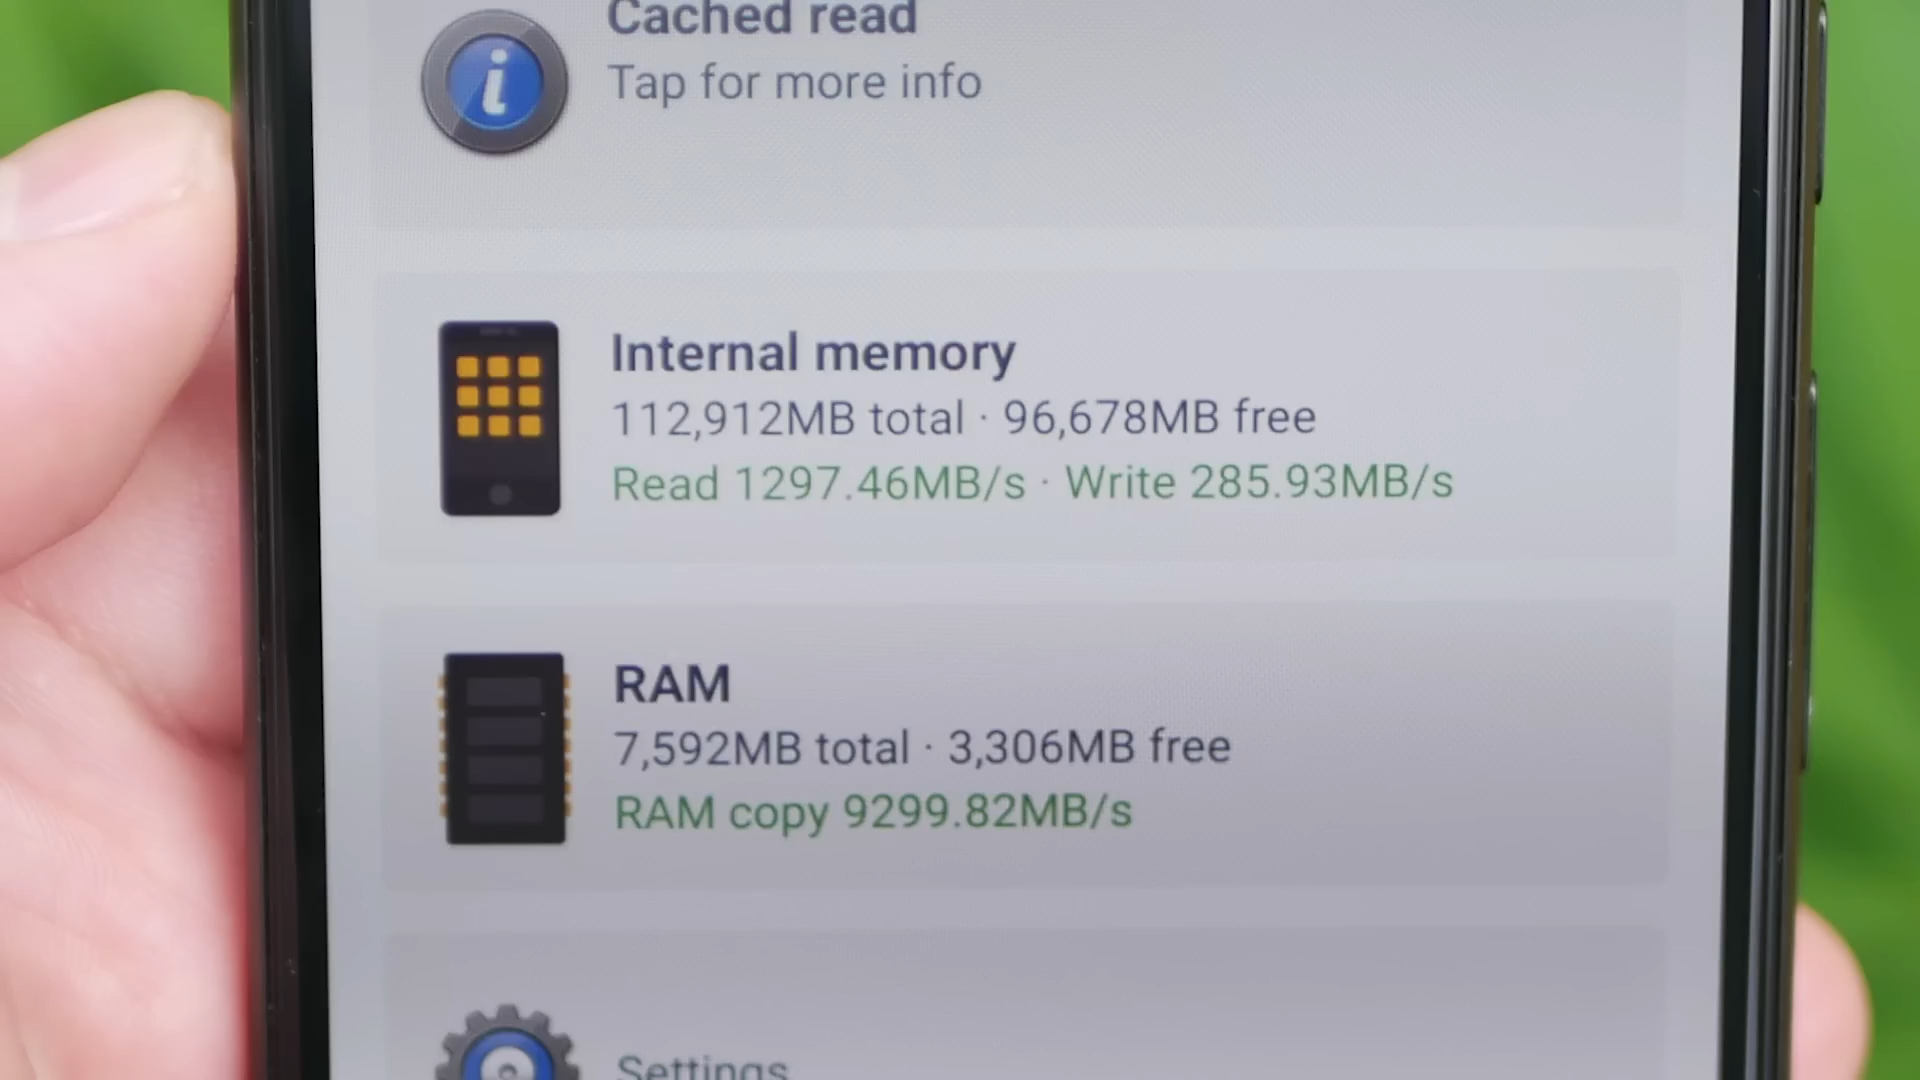 Cached read
Tap for more info
Internal memory
112,912MB total · 96,678MB free
Read 1297.46MB/s · Write 285.93MB/s
RAM
7,592MB total · 3,306MB free
RAM copy 9299.82MB/s
Settings